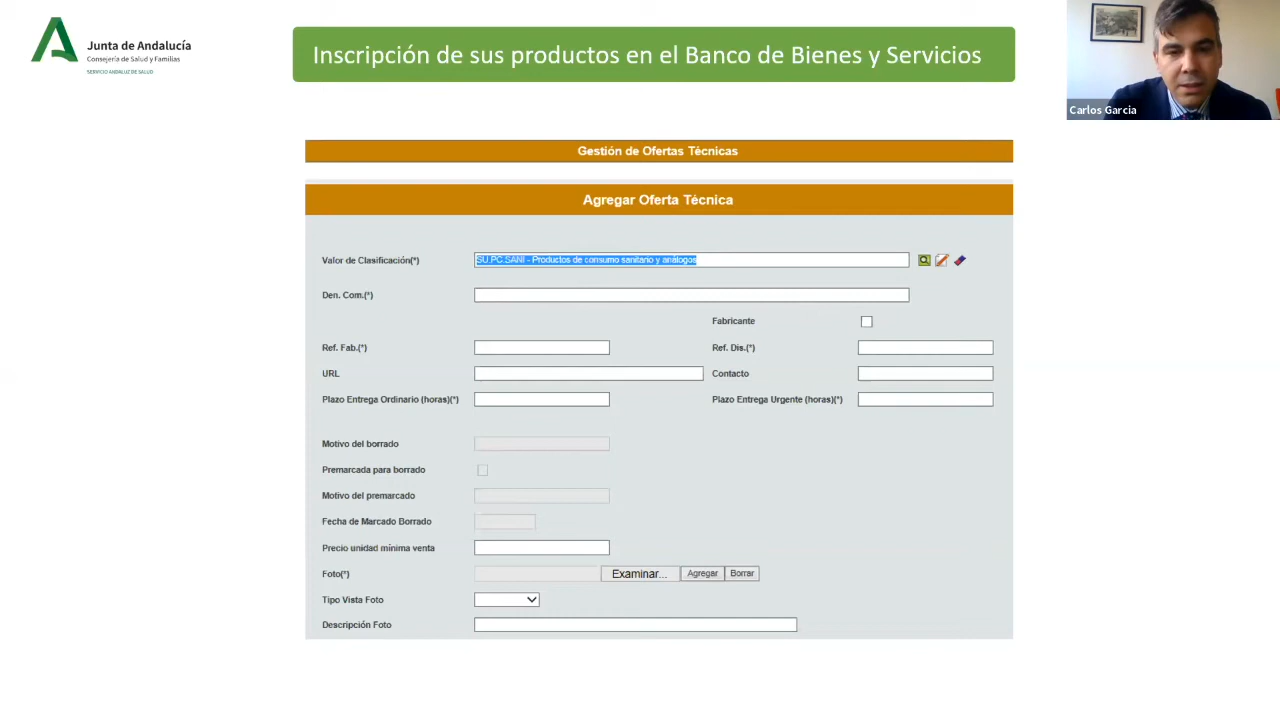 Junta de Andalucía
Consejería de Salud y Familias
SERVICIO ANDALUZ DE SALUD
Inscripción de sus productos en el Banco de Bienes y Servicios
Carlos Garcia
Gestión de Ofertas Técnicas
Agregar Oferta Técnica
Valor de Clasificación(*) SU.PC.SANI - Productos de consumo sanitario y análogos
Den. Com.(*)
Fabricante
Ref. Fab.(*) Ref. Dis.(*)
URL Contacto
Plazo Entrega Ordinario (horas)(*) Plazo Entrega Urgente (horas)(*)
Motivo del borrado
Premarcada para borrado
Motivo del premarcado
Fecha de Marcado Borrado
Precio unidad mínima venta
Foto(*) Examinar... Agregar Borrar
Tipo Vista Foto
Descripción Foto